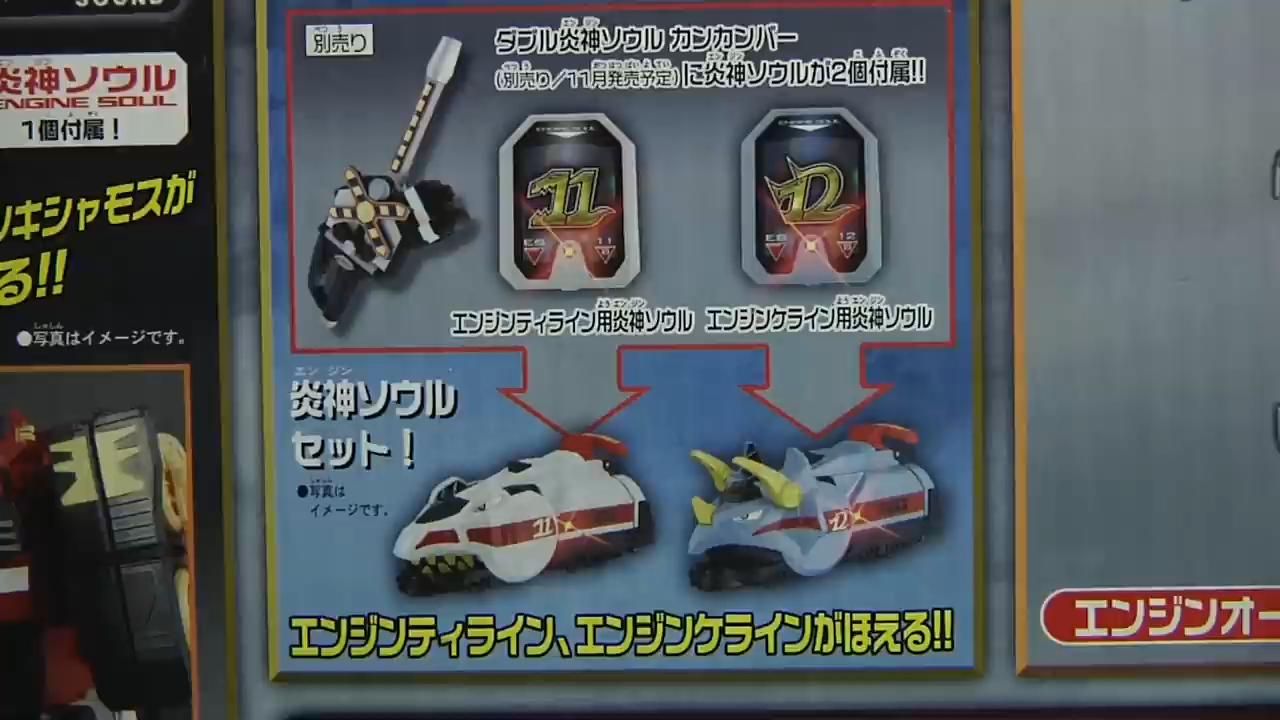 SOUND
炎神ソウル
ENGINE SOUL
1個付属!
ンキシャモスが
る!!
●写真はイメージです。
別売り
ダブル炎神ソウル カンカンバー
(別売り/11月発売予定)に炎神ソウルが2個付属!!
11
12
エンジンティライン用炎神ソウル
エンジンケライン用炎神ソウル
炎神ソウル
セット!
●写真は
イメージです。
11
12
エンジンティライン、エンジンケラインがほえる!!
エンジンオー